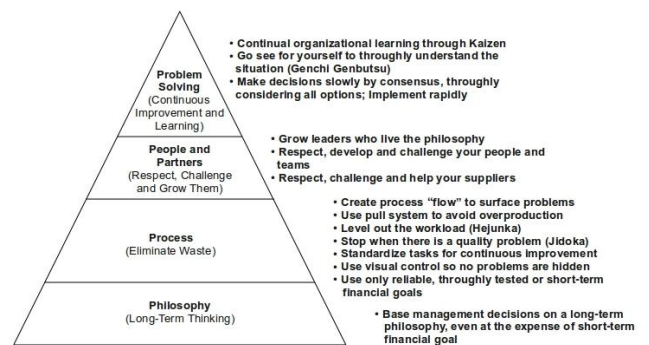 Problem
Solving
(Continuous
Improvement and
Learning)
• Continual organizational learning through Kaizen
• Go see for yourself to throughly understand the
situation (Genchi Genbutsu)
• Make decisions slowly by consensus, throughly
considering all options; Implement rapidly
People and
Partners
(Respect, Challenge
and Grow Them)
• Grow leaders who live the philosophy
• Respect, develop and challenge your people and
teams
• Respect, challenge and help your suppliers
Process
(Eliminate Waste)
• Create process “flow” to surface problems
• Use pull system to avoid overproduction
• Level out the workload (Hejunka)
• Stop when there is a quality problem (Jidoka)
• Standardize tasks for continuous improvement
• Use visual control so no problems are hidden
• Use only reliable, throughly tested or short-term
financial goals
Philosophy
(Long-Term Thinking)
• Base management decisions on a long-term
philosophy, even at the expense of short-term
financial goal